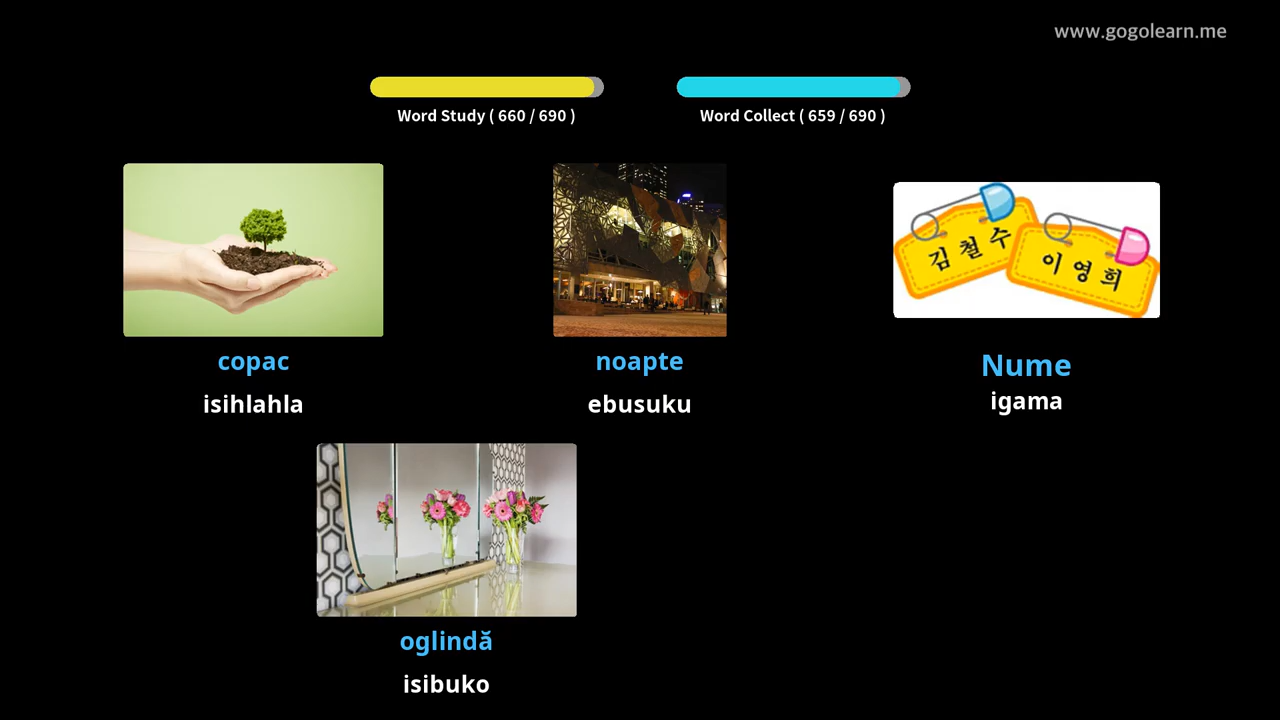 www.gogolearn.me
Word Study ( 660 / 690 )
Word Collect ( 659 / 690 )
김철수
이영희
copac
isihlahla
noapte
ebusuku
Nume
igama
oglindă
isibuko